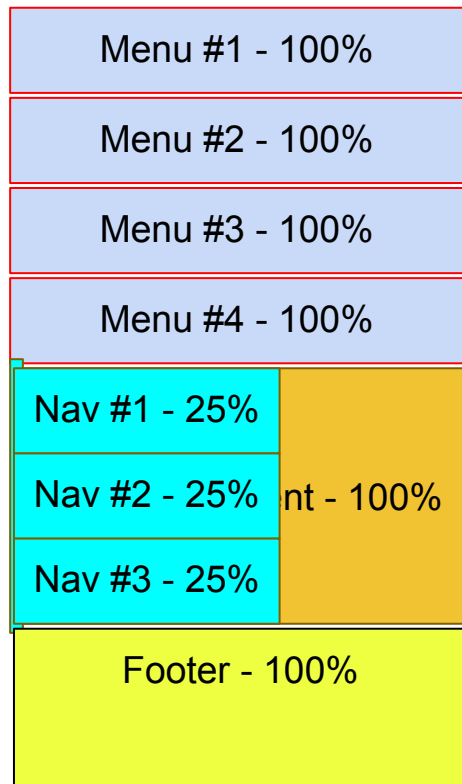 Menu #1 - 100%
Menu #2 - 100%
Menu #3 - 100%
Menu #4 - 100%
Nav #1 - 25%
Nav #2 - 25% nt - 100%
Nav #3 - 25%
Footer - 100%